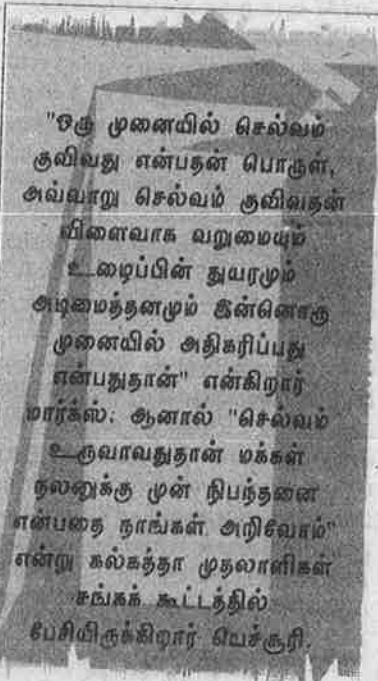 "ஒரு முனையில் செல்வம்
குவிவது என்பதன் பொருள்,
அவ்வாறு செல்வம் குவிவதன்
விளைவாக வறுமையும்
உழைப்பின் துயரமும்
அடிமைத்தனமும் இன்னொரு
முனையில் அதிகரிப்பது
என்பதுதான்" என்கிறார்
மார்க்ஸ்; ஆனால் "செல்வம்
உருவாவதுதான் மக்கள்
நலனுக்கு முன் நிபந்தனை
என்பதை நாங்கள் அறிவோம்"
என்று கல்கத்தா முதலாளிகள்
சங்கக் கூட்டத்தில்
பேசியிருக்கிறார் யெச்சூரி.